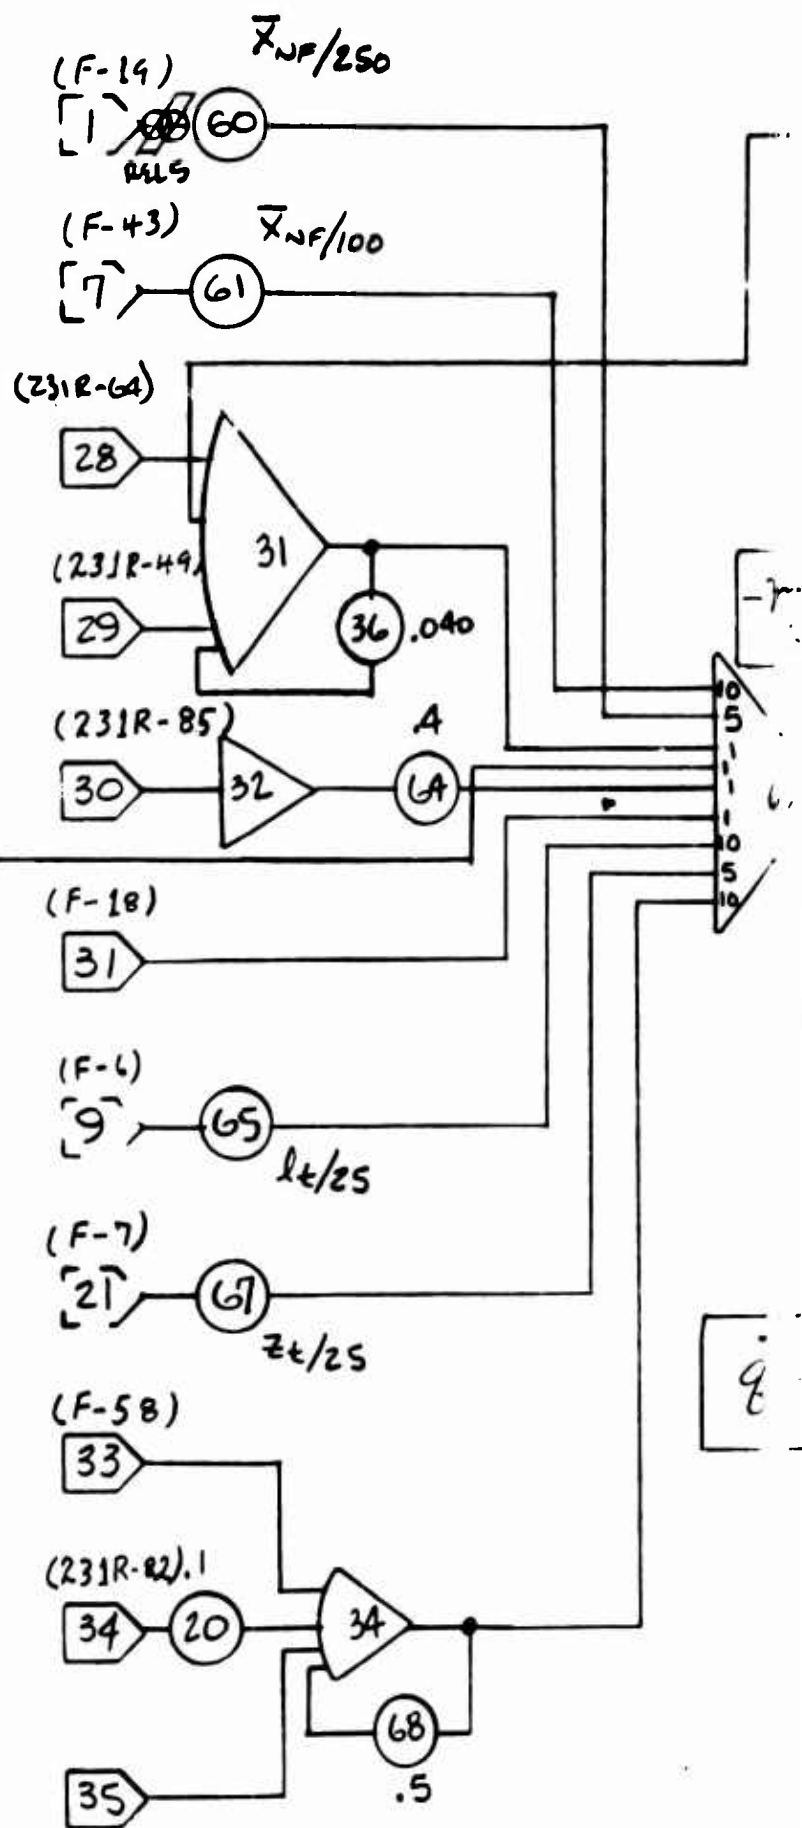 X̄NF/250
(F-19)
1 60
REL5
(F-43) X̄NF/100
7 61
(231R-64)
28
31
(231R-49)
29 36 .040
10
(231R-85) .4 5
1
30 32 64 1
1
1
10
(F-18) 5
10
31
(F-6)
9 65
lt/25
(F-7)
21 67
zt/25
q̇
(F-58)
33
(231R-82).1
34 20 34
68
35 .5